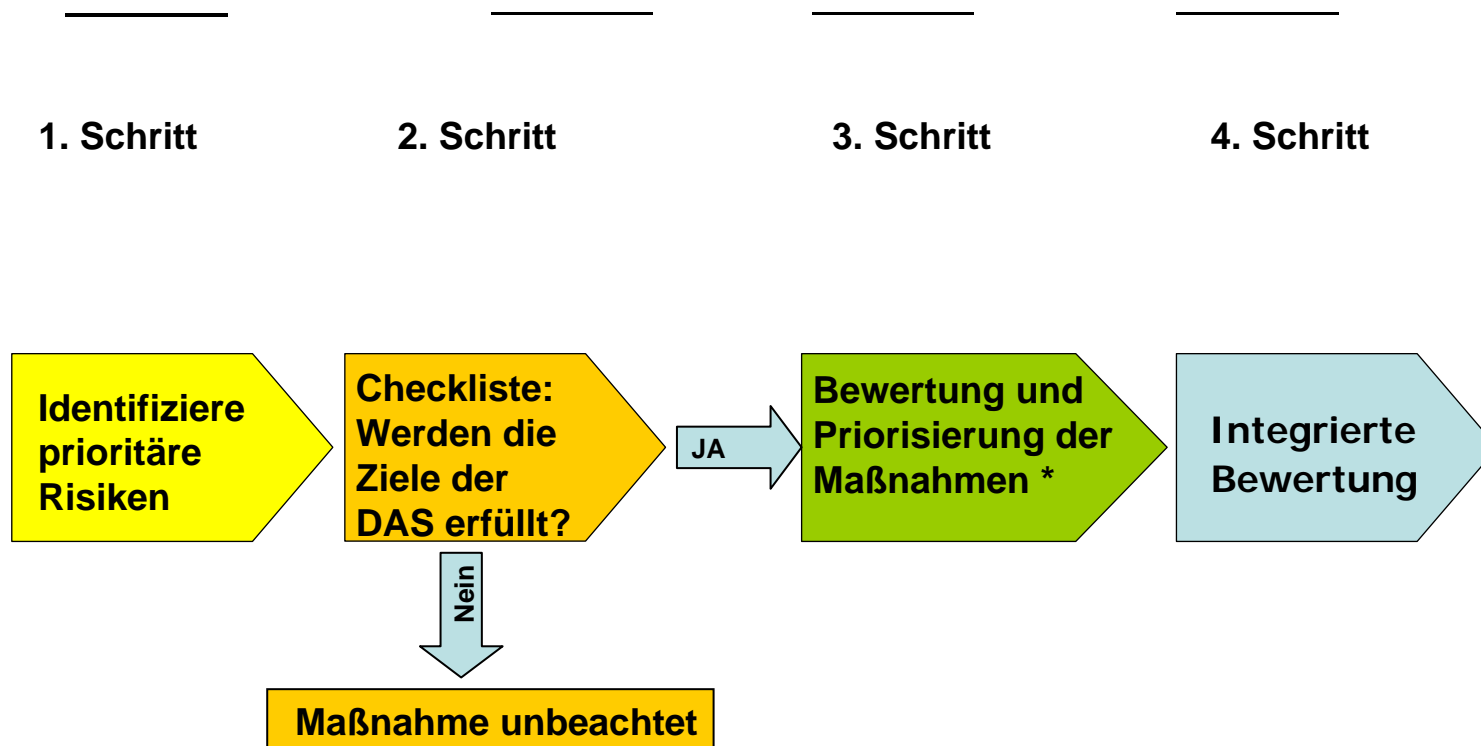 1. Schritt
2. Schritt
3. Schritt
4. Schritt
Identifiziere
prioritäre
Risiken
Checkliste:
Werden die
Ziele der
DAS erfüllt?
JA
Nein
Maßnahme unbeachtet
Bewertung und
Priorisierung der
Maßnahmen *
Integrierte
Bewertung